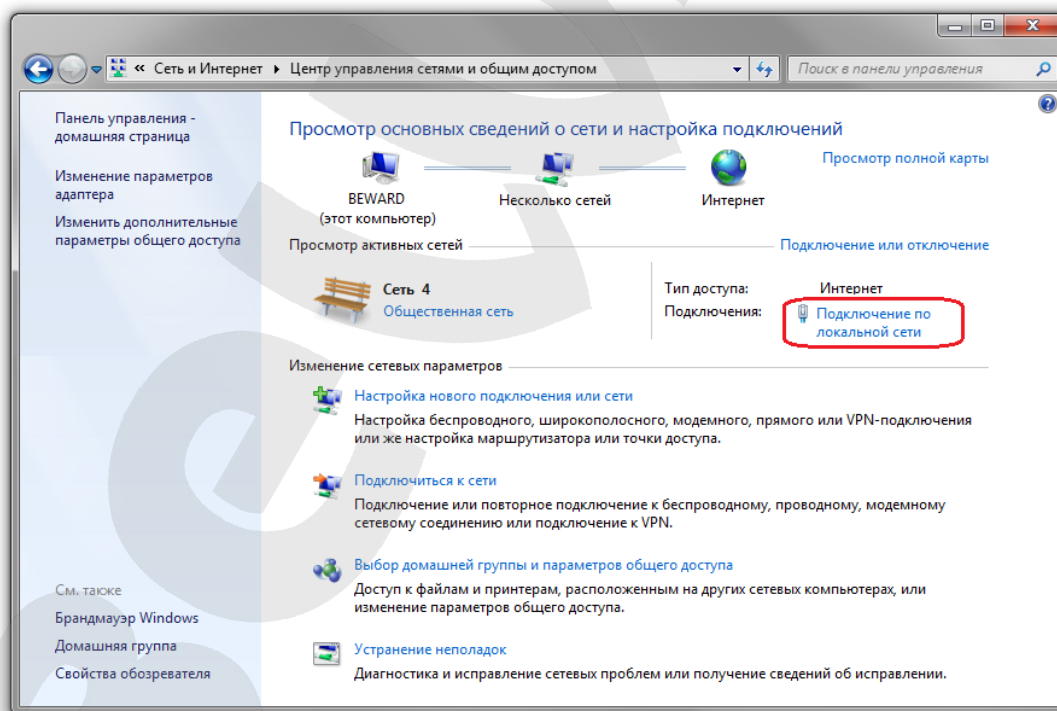 « Сеть и Интернет ▸ Центр управления сетями и общим доступом
Поиск в панели управления
Панель управления -
домашняя страница
Изменение параметров
адаптера
Изменить дополнительные
параметры общего доступа
Просмотр основных сведений о сети и настройка подключений
Просмотр полной карты
BEWARD
(этот компьютер)
Несколько сетей
Интернет
Просмотр активных сетей
Подключение или отключение
Сеть 4
Общественная сеть
Тип доступа: Интернет
Подключения: Подключение по
локальной сети
Изменение сетевых параметров
Настройка нового подключения или сети
Настройка беспроводного, широкополосного, модемного, прямого или VPN-подключения
или же настройка маршрутизатора или точки доступа.
Подключиться к сети
Подключение или повторное подключение к беспроводному, проводному, модемному
сетевому соединению или подключение к VPN.
Выбор домашней группы и параметров общего доступа
Доступ к файлам и принтерам, расположенным на других сетевых компьютерах, или
изменение параметров общего доступа.
Устранение неполадок
Диагностика и исправление сетевых проблем или получение сведений об исправлении.
См. также
Брандмауэр Windows
Домашняя группа
Свойства обозревателя